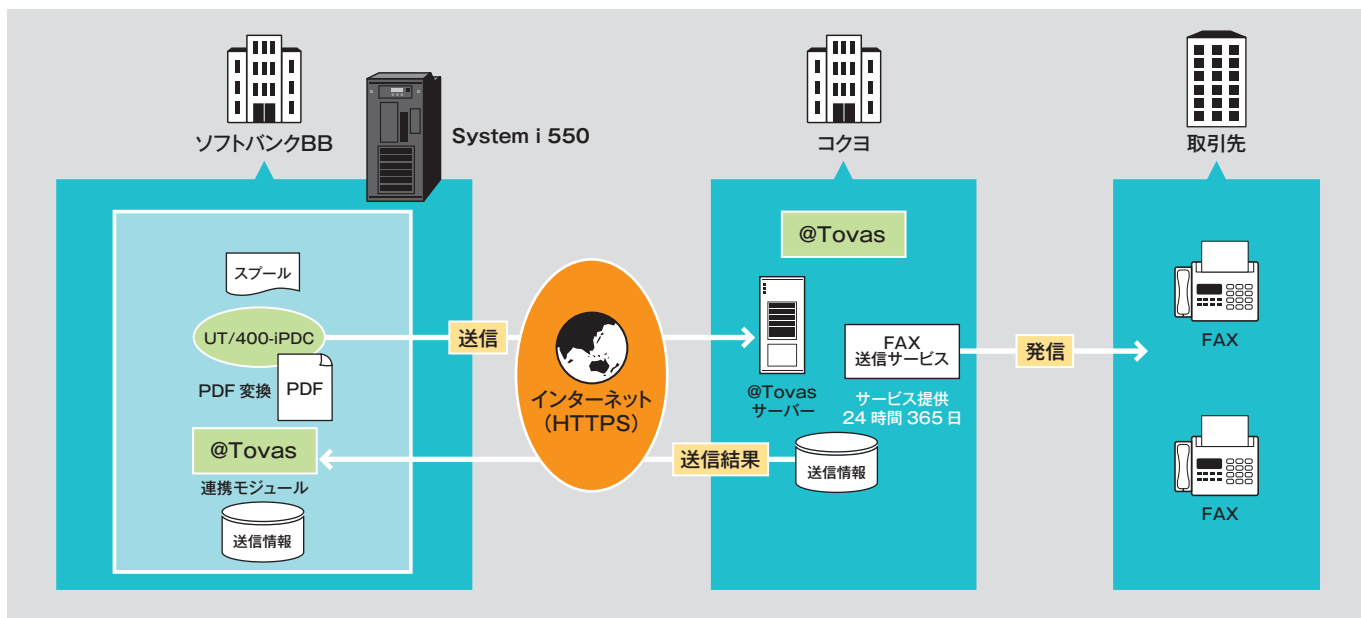 ソフトバンクBB
System i 550
コクヨ
取引先
スプール
UT/400-iPDC
PDF 変換
PDF
@Tovas
連携モジュール
送信情報
送信
インターネット
(HTTPS)
送信結果
@Tovas
@Tovas
サーバー
FAX
送信サービス
サービス提供
24 時間 365 日
送信情報
発信
FAX
FAX